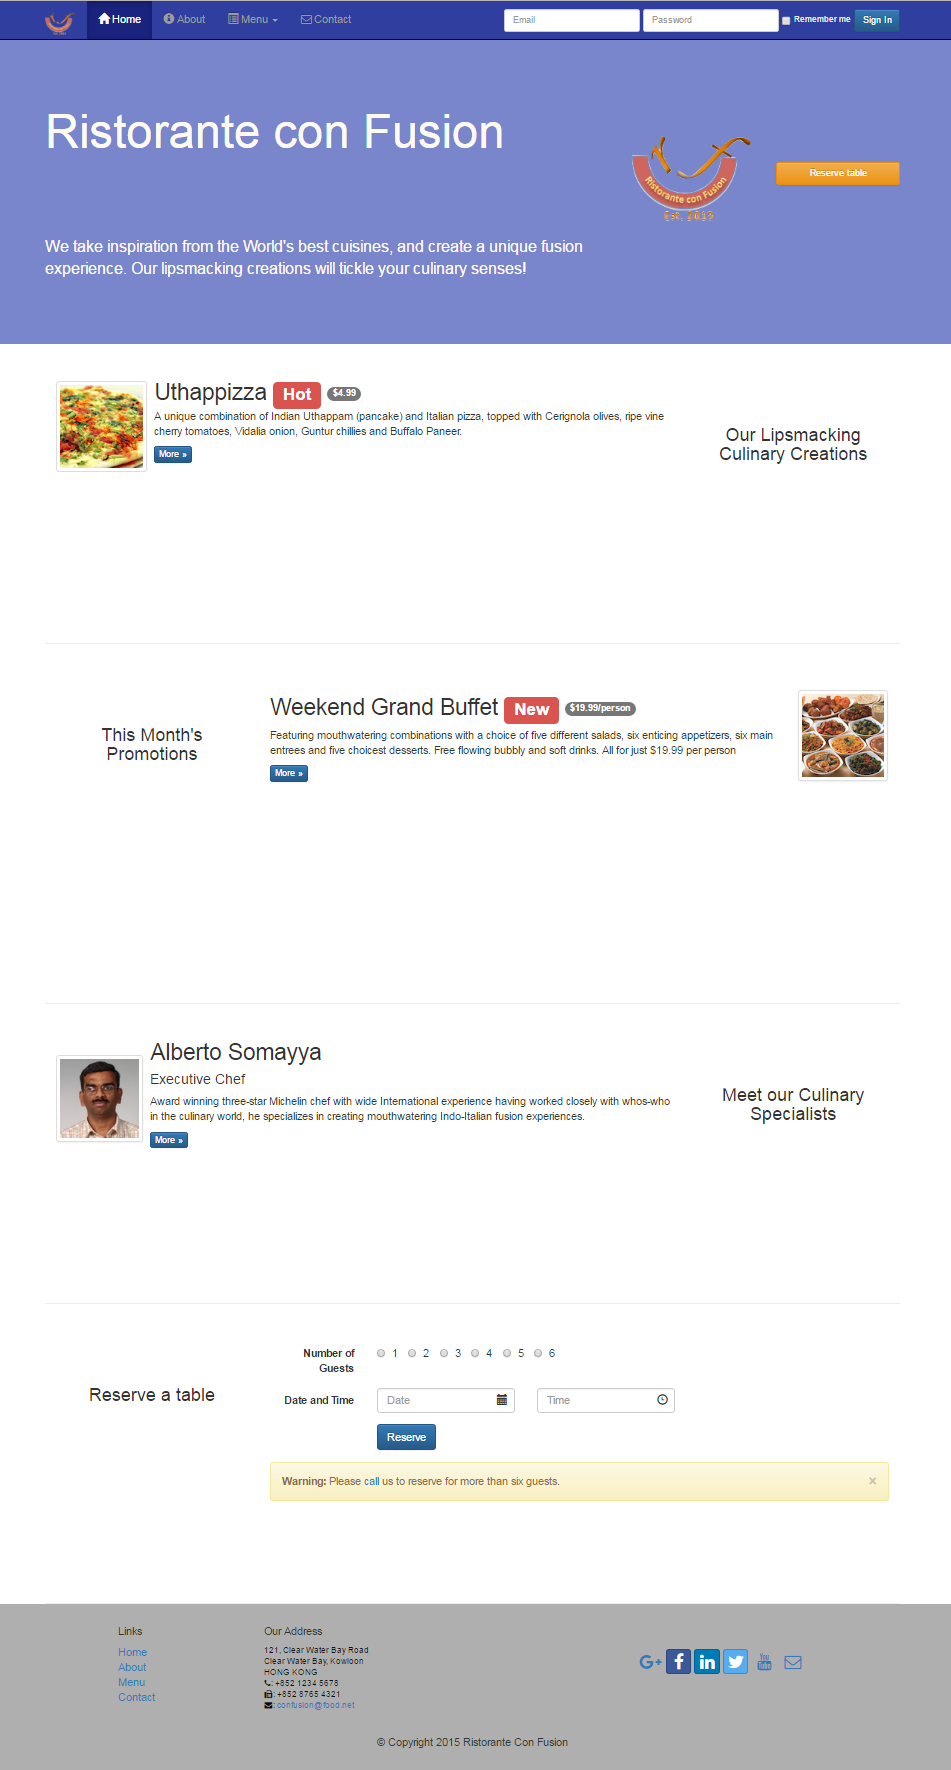 Home About Menu Contact Email Password Remember me Sign In
Ristorante con Fusion
Ristorante con Fusion
Est. 2015
Reserve table
We take inspiration from the World's best cuisines, and create a unique fusion
experience. Our lipsmacking creations will tickle your culinary senses!
Uthappizza Hot $4.99
A unique combination of Indian Uthappam (pancake) and Italian pizza, topped with Cerignola olives, ripe vine
cherry tomatoes, Vidalia onion, Guntur chillies and Buffalo Paneer.
More »
Our Lipsmacking
Culinary Creations
This Month's
Promotions
Weekend Grand Buffet New $19.99/person
Featuring mouthwatering combinations with a choice of five different salads, six enticing appetizers, six main
entrees and five choicest desserts. Free flowing bubbly and soft drinks. All for just $19.99 per person
More »
Alberto Somayya
Executive Chef
Award winning three-star Michelin chef with wide International experience having worked closely with whos-who
in the culinary world, he specializes in creating mouthwatering Indo-Italian fusion experiences.
More »
Meet our Culinary
Specialists
Reserve a table
Number of
Guests
1 2 3 4 5 6
Date and Time Date Time
Reserve
Warning: Please call us to reserve for more than six guests. ×
Links
Home
About
Menu
Contact
Our Address
121, Clear Water Bay Road
Clear Water Bay, Kowloon
HONG KONG
: +852 1234 5678
: +852 8765 4321
: confusion@food.net
G+ f in You Tube
© Copyright 2015 Ristorante Con Fusion